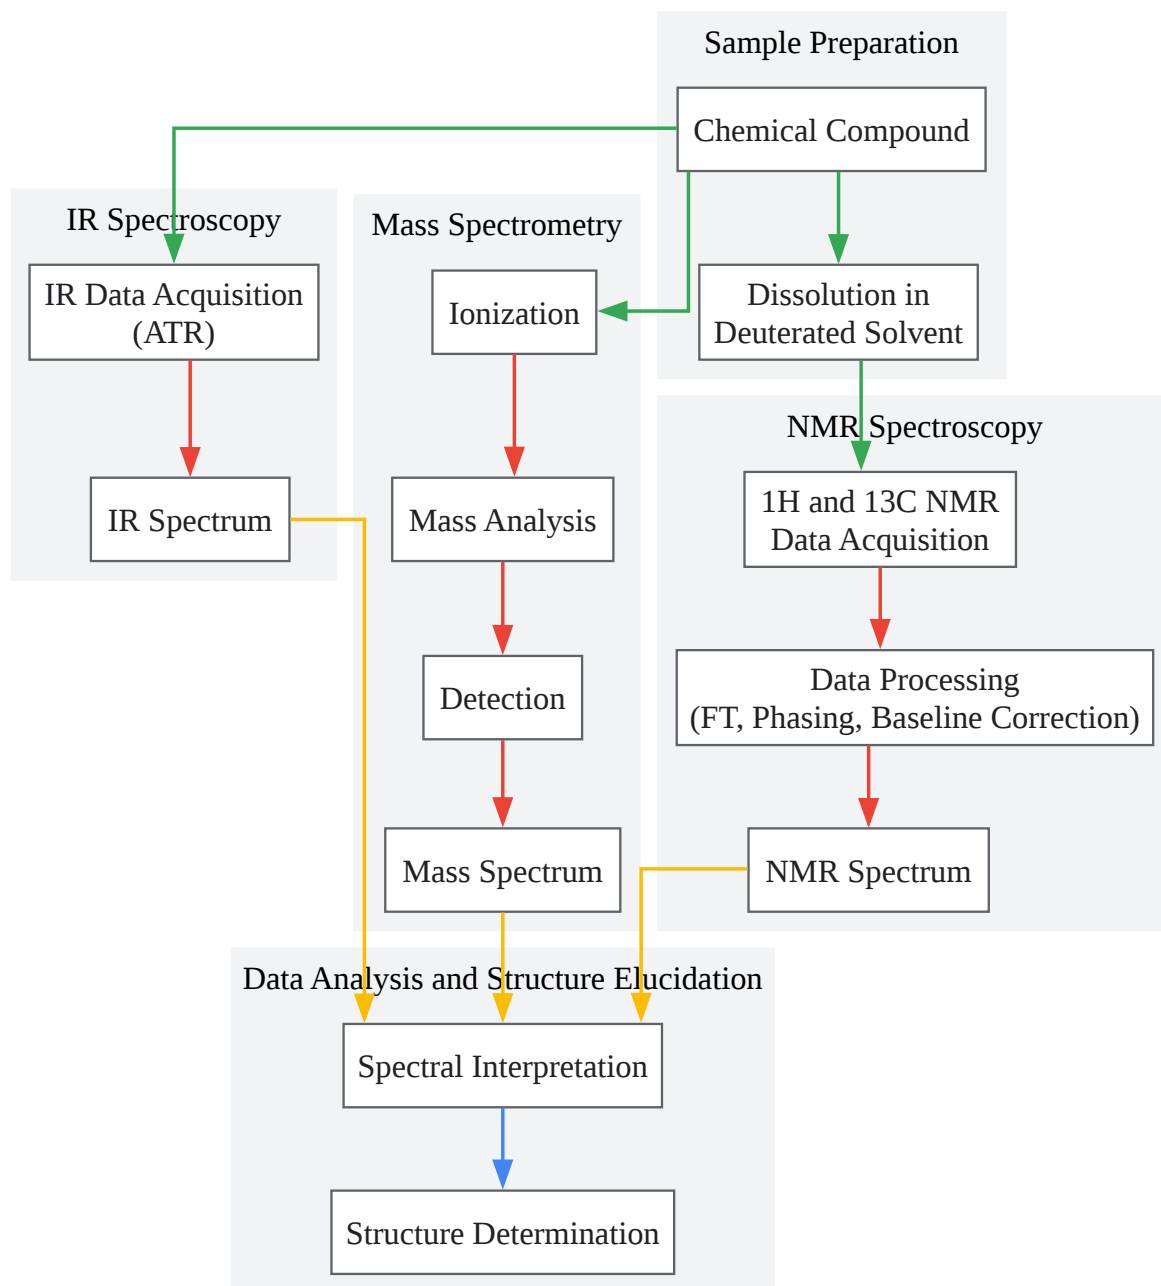 Sample Preparation
Chemical Compound
IR Spectroscopy
Mass Spectrometry
IR Data Acquisition
(ATR)
Ionization
Dissolution in
Deuterated Solvent
NMR Spectroscopy
IR Spectrum
Mass Analysis
1H and 13C NMR
Data Acquisition
Detection
Data Processing
(FT, Phasing, Baseline Correction)
Mass Spectrum
NMR Spectrum
Data Analysis and Structure Elucidation
Spectral Interpretation
Structure Determination